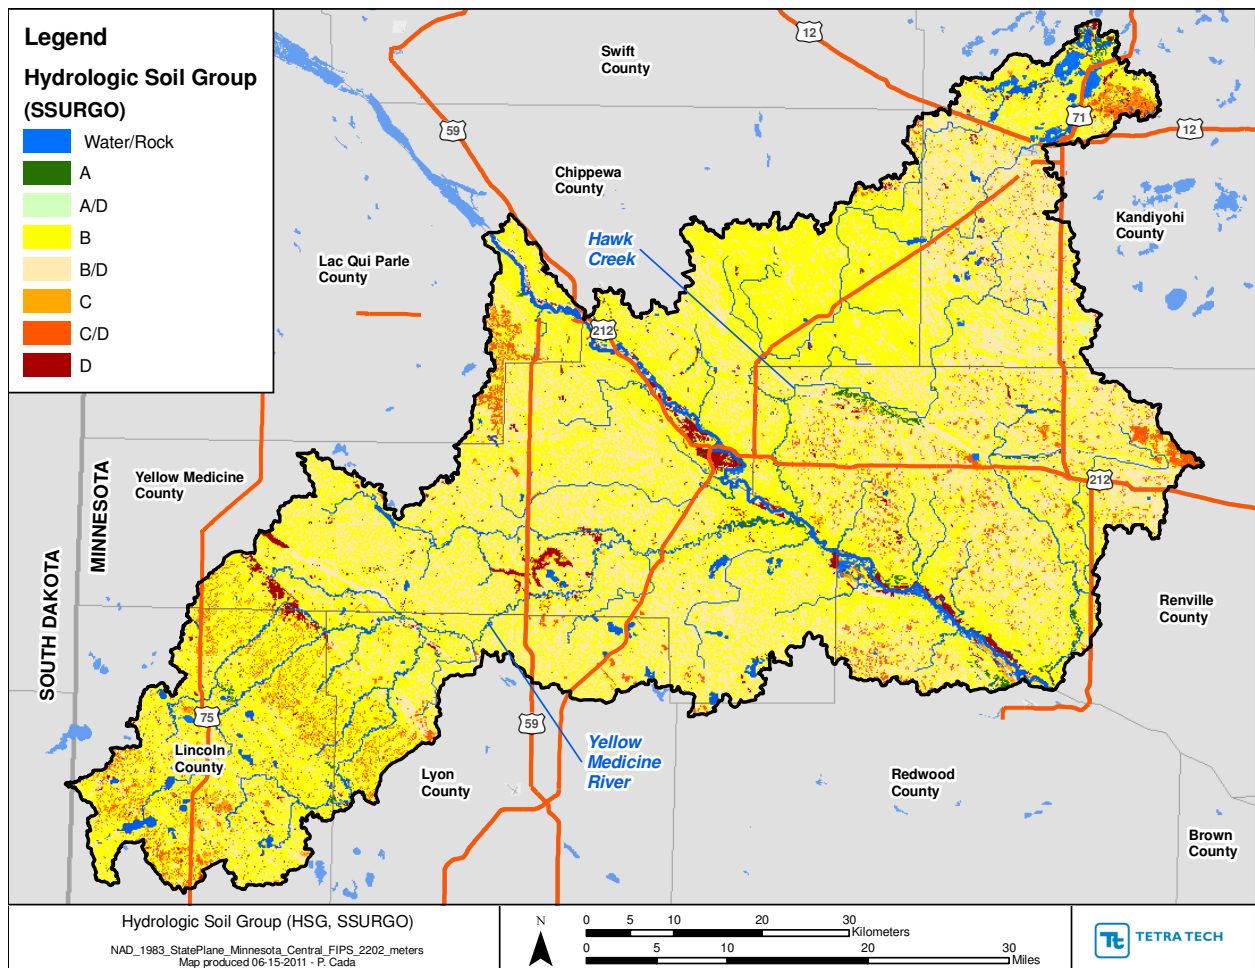 Legend
Hydrologic Soil Group
(SSURGO)
Water/Rock
A
A/D
B
B/D
C
C/D
D
12
Swift
County
71
12
59
Chippewa
County
Kandiyohi
County
Hawk
Creek
Lac Qui Parle
County
212
Yellow Medicine
County
212
SOUTH DAKOTA
MINNESOTA
Renville
County
75
59
Lincoln
County
Yellow
Medicine
River
Lyon
County
Redwood
County
Brown
County
Hydrologic Soil Group (HSG, SSURGO)
NAD_1983_StatePlane_Minnesota_Central_FIPS_2202_meters
Map produced 06-15-2011 - P. Cada
N
0 5 10 20 30
Kilometers
0 5 10 20 30
Miles
Tt TETRA TECH